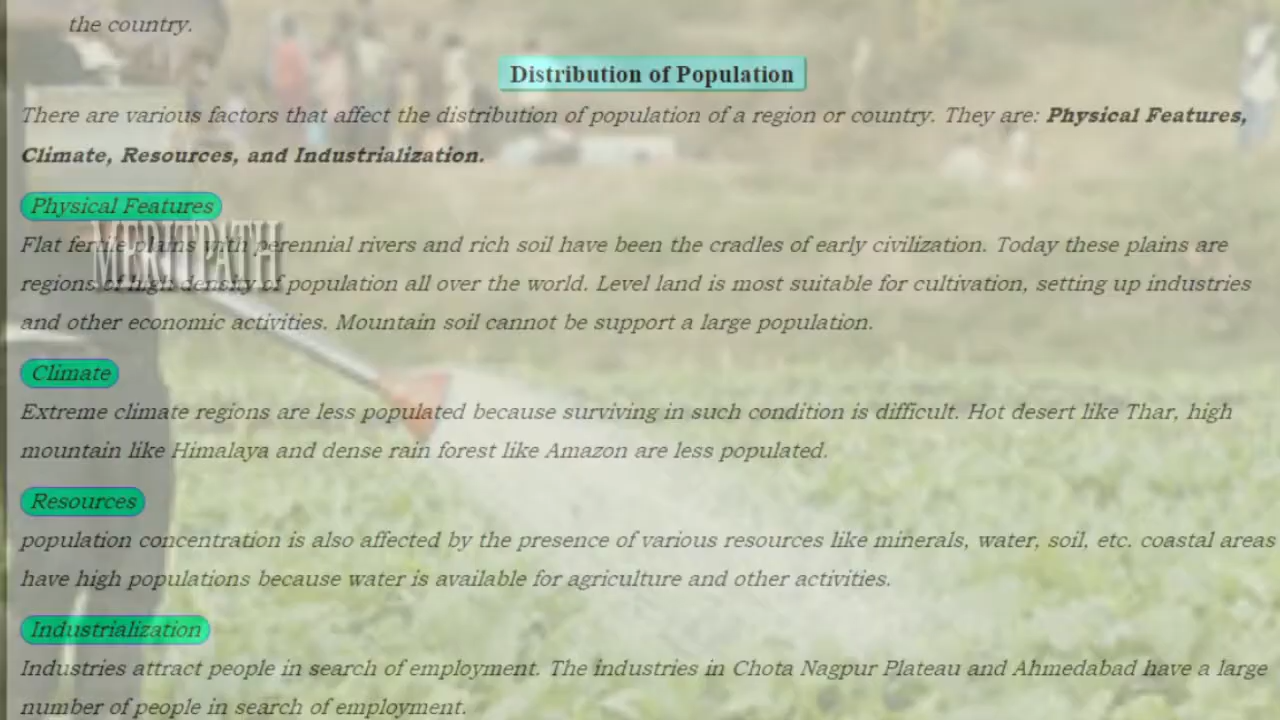 the country.
Distribution of Population
There are various factors that affect the distribution of population of a region or country. They are: Physical Features,
Climate, Resources, and Industrialization.
Physical Features
Flat fertile plains with perennial rivers and rich soil have been the cradles of early civilization. Today these plains are
MERITPATH
regions of high density of population all over the world. Level land is most suitable for cultivation, setting up industries
and other economic activities. Mountain soil cannot be support a large population.
Climate
Extreme climate regions are less populated because surviving in such condition is difficult. Hot desert like Thar, high
mountain like Himalaya and dense rain forest like Amazon are less populated.
Resources
population concentration is also affected by the presence of various resources like minerals, water, soil, etc. coastal areas
have high populations because water is available for agriculture and other activities.
Industrialization
Industries attract people in search of employment. The industries in Chota Nagpur Plateau and Ahmedabad have a large
number of people in search of employment.